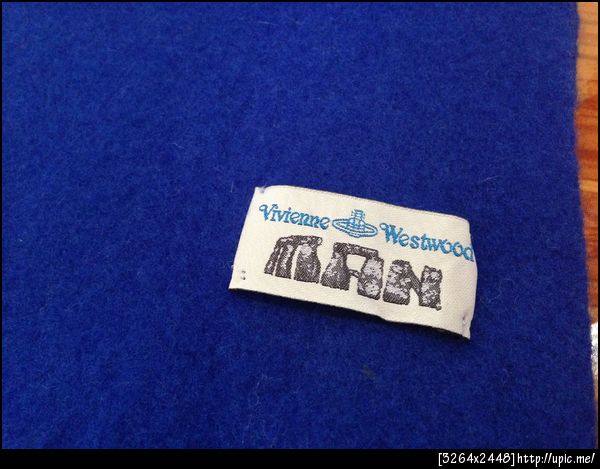 Vivienne Westwood
MAN
[3264x2448]http://upic.me/